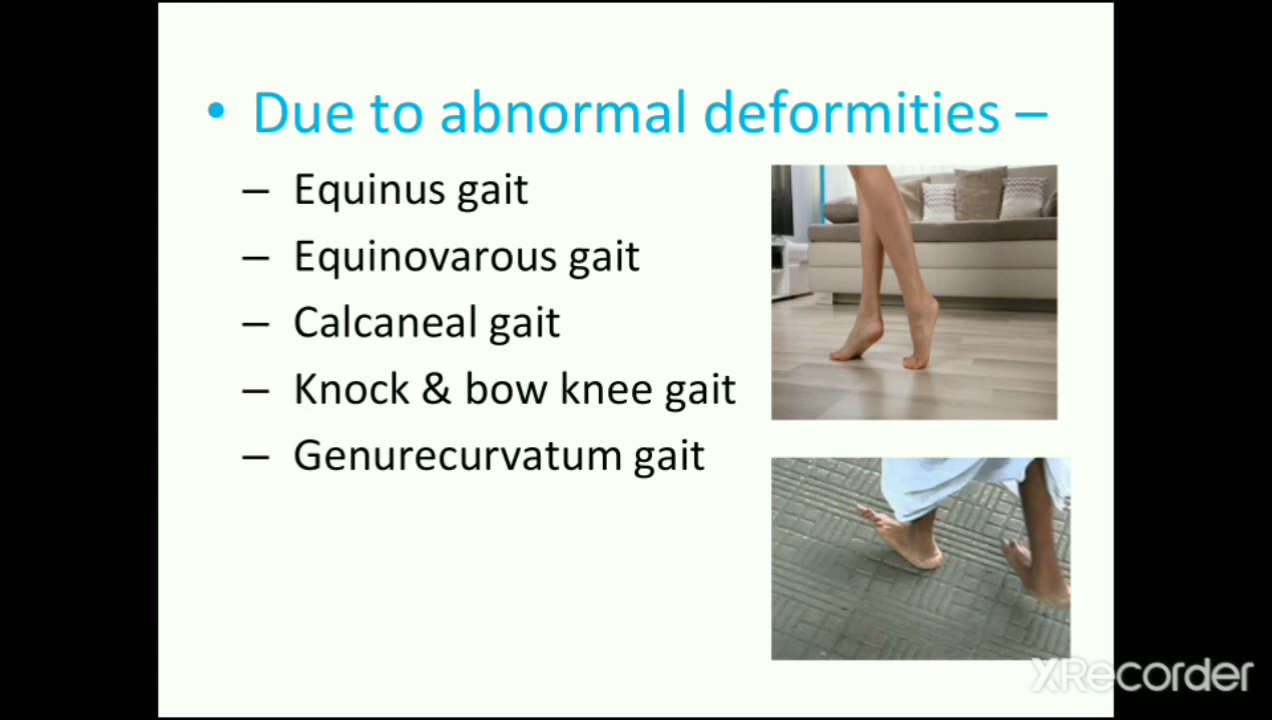 • Due to abnormal deformities –
– Equinus gait
– Equinovarous gait
– Calcaneal gait
– Knock & bow knee gait
– Genurecurvatum gait
XRecorder